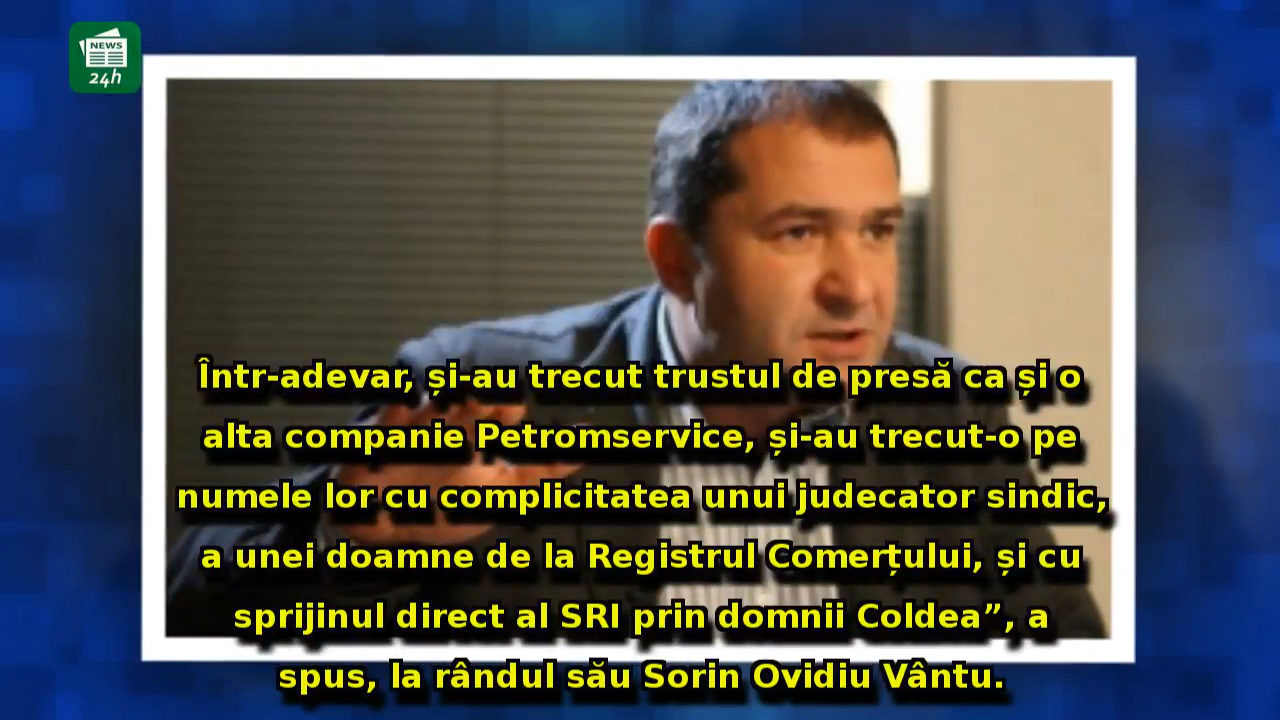 NEWS
24h
Într-adevar, și-au trecut trustul de presă ca și o
alta companie Petromservice, și-au trecut-o pe
numele lor cu complicitatea unui judecator sindic,
a unei doamne de la Registrul Comerțului, și cu
sprijinul direct al SRI prin domnii Coldea”, a
spus, la rândul său Sorin Ovidiu Vântu.